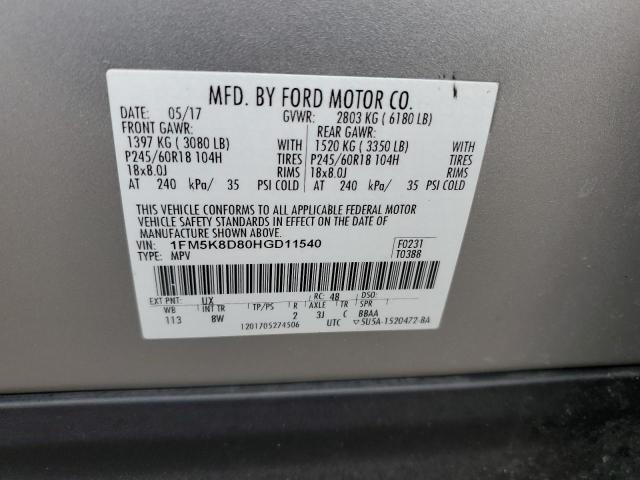 MFD. BY FORD MOTOR CO.
DATE: 05/17 GVWR: 2803 KG ( 6180 LB)
FRONT GAWR: REAR GAWR:
1397 KG ( 3080 LB) WITH 1520 KG ( 3350 LB) WITH
P245/60R18 104H TIRES P245/60R18 104H TIRES
18x8.0J RIMS 18x8.0J RIMS
AT 240 kPa/ 35 PSI COLD AT 240 kPa/ 35 PSI COLD
THIS VEHICLE CONFORMS TO ALL APPLICABLE FEDERAL MOTOR
VEHICLE SAFETY STANDARDS IN EFFECT ON THE DATE OF
MANUFACTURE SHOWN ABOVE.
VIN: 1FM5K8D80HGD11540 F0231
TYPE: MPV T0388
EXT PNT: UX RC: 48 DSO:
WB INT TR TP/PS R AXLE TR SPR
113 8W 2 3J C BBAA
1201705274506 UTC ▽5U5A-1520472-BA